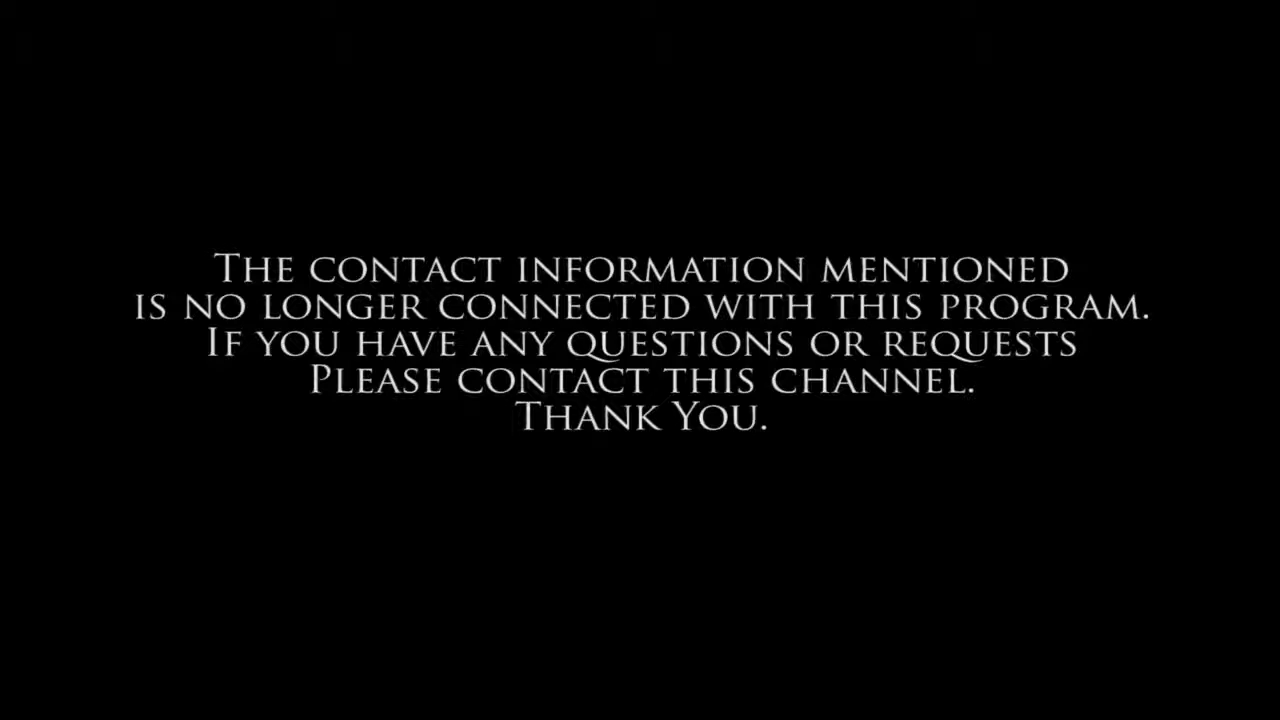 The contact information mentioned
is no longer connected with this program.
If you have any questions or requests
Please contact this channel.
Thank You.